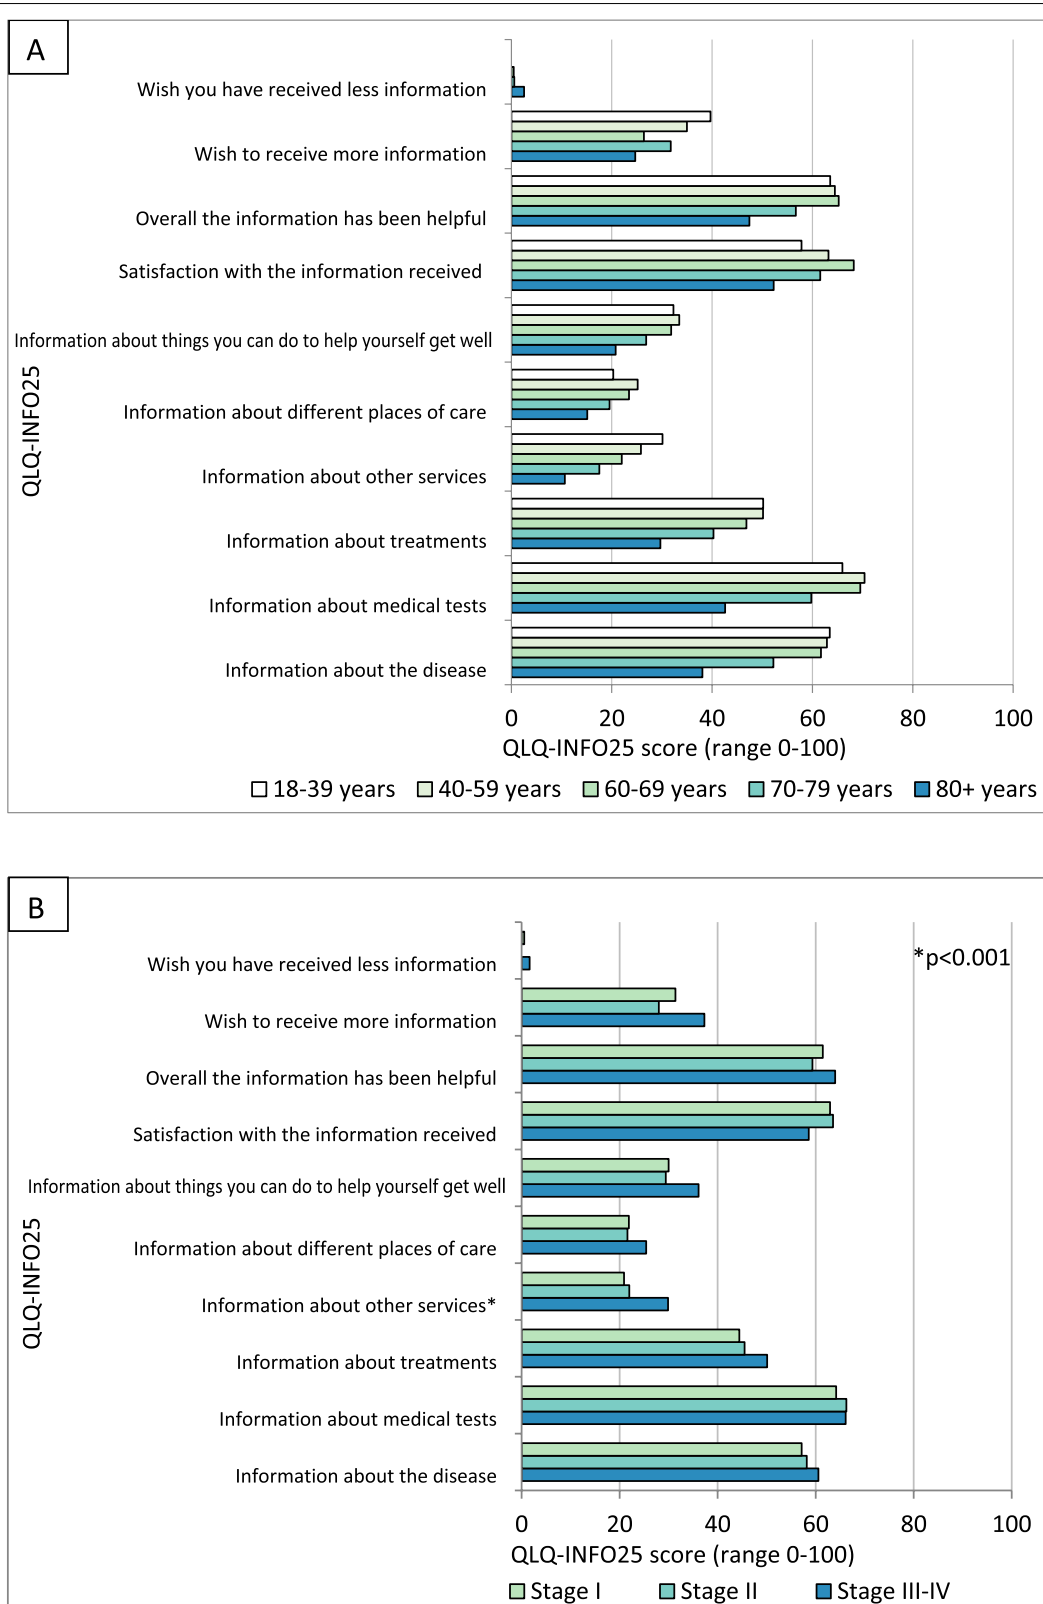 A
Wish you have received less information
Wish to receive more information
Overall the information has been helpful
Satisfaction with the information received
Information about things you can do to help yourself get well
Information about different places of care
Information about other services
Information about treatments
Information about medical tests
Information about the disease
QLQ-INFO25
0 20 40 60 80 100
QLQ-INFO25 score (range 0-100)
18-39 years 40-59 years 60-69 years 70-79 years 80+ years
B
*p<0.001
Wish you have received less information
Wish to receive more information
Overall the information has been helpful
Satisfaction with the information received
Information about things you can do to help yourself get well
Information about different places of care
Information about other services*
Information about treatments
Information about medical tests
Information about the disease
QLQ-INFO25
0 20 40 60 80 100
QLQ-INFO25 score (range 0-100)
Stage I Stage II Stage III-IV